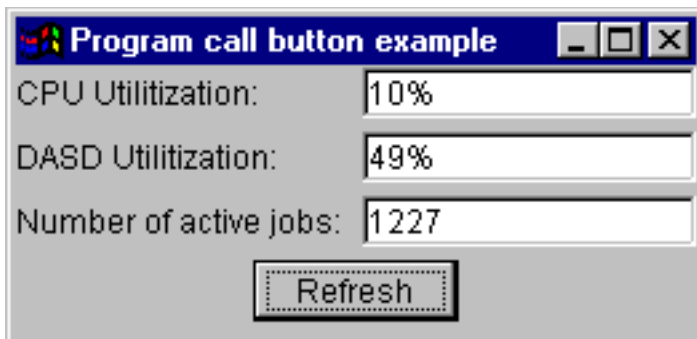 Program call button example
CPU Utilitization: 10%
DASD Utilitization: 49%
Number of active jobs: 1227
Refresh